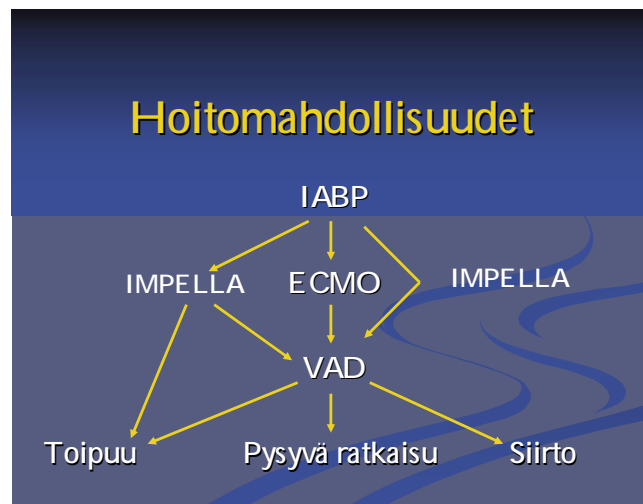 Hoitomahdollisuudet
IABP
IMPELLA ECMO IMPELLA
VAD
Toipuu Pysyvä ratkaisu Siirto